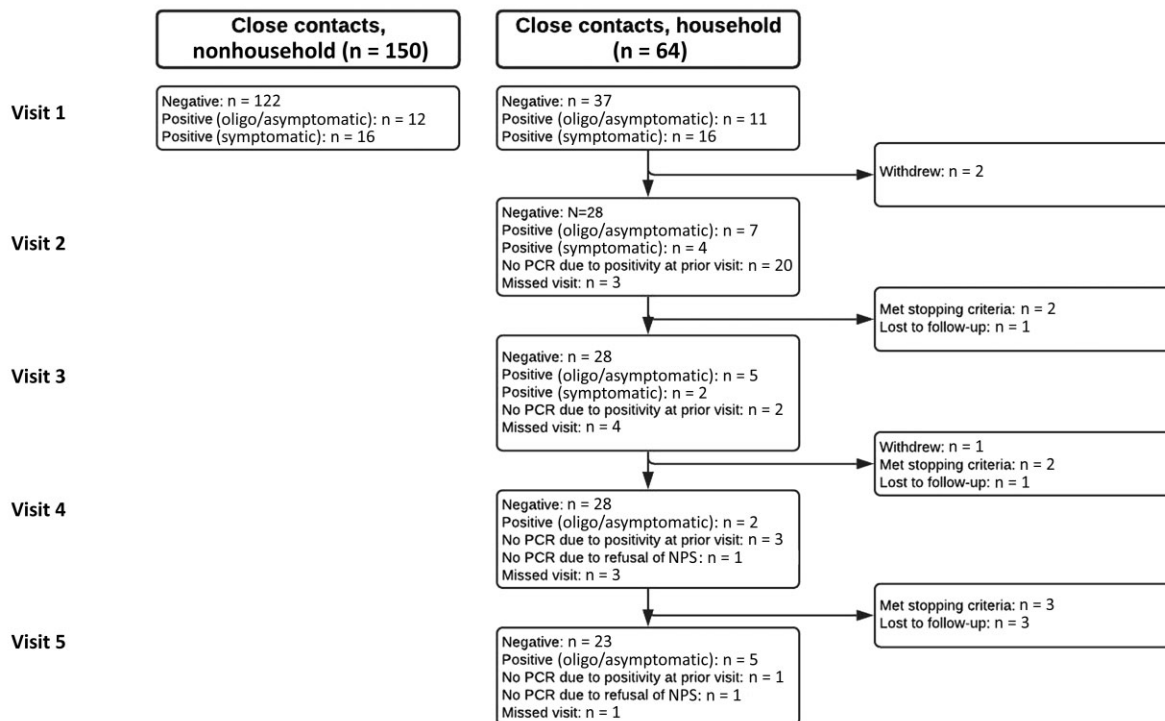 Close contacts,
nonhousehold (n = 150)
Close contacts, household
(n = 64)
Visit 1
Negative: n = 122
Positive (oligo/asymptomatic): n = 12
Positive (symptomatic): n = 16
Negative: n = 37
Positive (oligo/asymptomatic): n = 11
Positive (symptomatic): n = 16
Withdrew: n = 2
Visit 2
Negative: N=28
Positive (oligo/asymptomatic): n = 7
Positive (symptomatic): n = 4
No PCR due to positivity at prior visit: n = 20
Missed visit: n = 3
Met stopping criteria: n = 2
Lost to follow-up: n = 1
Visit 3
Negative: n = 28
Positive (oligo/asymptomatic): n = 5
Positive (symptomatic): n = 2
No PCR due to positivity at prior visit: n = 2
Missed visit: n = 4
Withdrew: n = 1
Met stopping criteria: n = 2
Lost to follow-up: n = 1
Visit 4
Negative: n = 28
Positive (oligo/asymptomatic): n = 2
No PCR due to positivity at prior visit: n = 3
No PCR due to refusal of NPS: n = 1
Missed visit: n = 3
Met stopping criteria: n = 3
Lost to follow-up: n = 3
Visit 5
Negative: n = 23
Positive (oligo/asymptomatic): n = 5
No PCR due to positivity at prior visit: n = 1
No PCR due to refusal of NPS: n = 1
Missed visit: n = 1